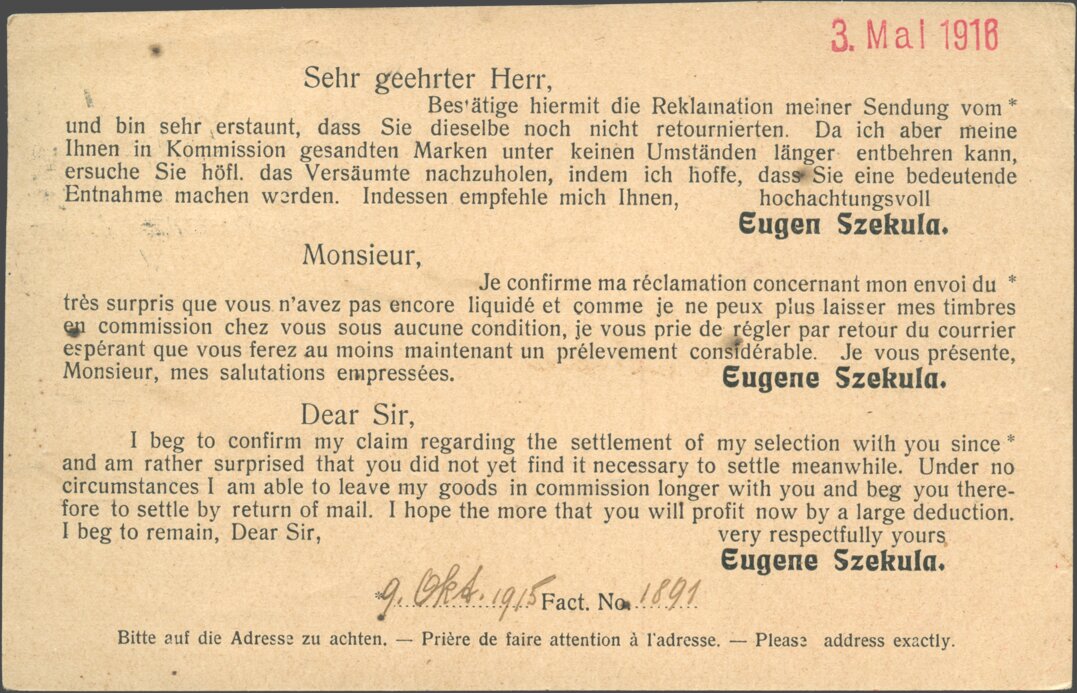 3. Mai 1916
Sehr geehrter Herr,
Bes'ätige hiermit die Reklamation meiner Sendung vom *
und bin sehr erstaunt, dass Sie dieselbe noch nicht retournierten. Da ich aber meine
Ihnen in Kommission gesandten Marken unter keinen Umständen länger entbehren kann,
ersuche Sie höfl. das Versäumte nachzuholen, indem ich hoffe, dass Sie eine bedeutende
Entnahme machen werden. Indessen empfehle mich Ihnen, hochachtungsvoll
Eugen Szekula.
Monsieur,
Je confirme ma réclamation concernant mon envoi du *
très surpris que vous n'avez pas encore liquidé et comme je ne peux plus laisser mes timbres
en commission chez vous sous aucune condition, je vous prie de régler par retour du courrier
espérant que vous ferez au moins maintenant un prélevement considérable. Je vous présente,
Monsieur, mes salutations empressées.
Eugene Szekula.
Dear Sir,
I beg to confirm my claim regarding the settlement of my selection with you since *
and am rather surprised that you did not yet find it necessary to settle meanwhile. Under no
circumstances I am able to leave my goods in commission longer with you and beg you there-
fore to settle by return of mail. I hope the more that you will profit now by a large deduction.
I beg to remain, Dear Sir, very respectfully yours
Eugene Szekula.
*9. Okt. 1915 Fact. No. 1891
Bitte auf die Adresse zu achten. — Prière de faire attention à l'adresse. — Please address exactly.